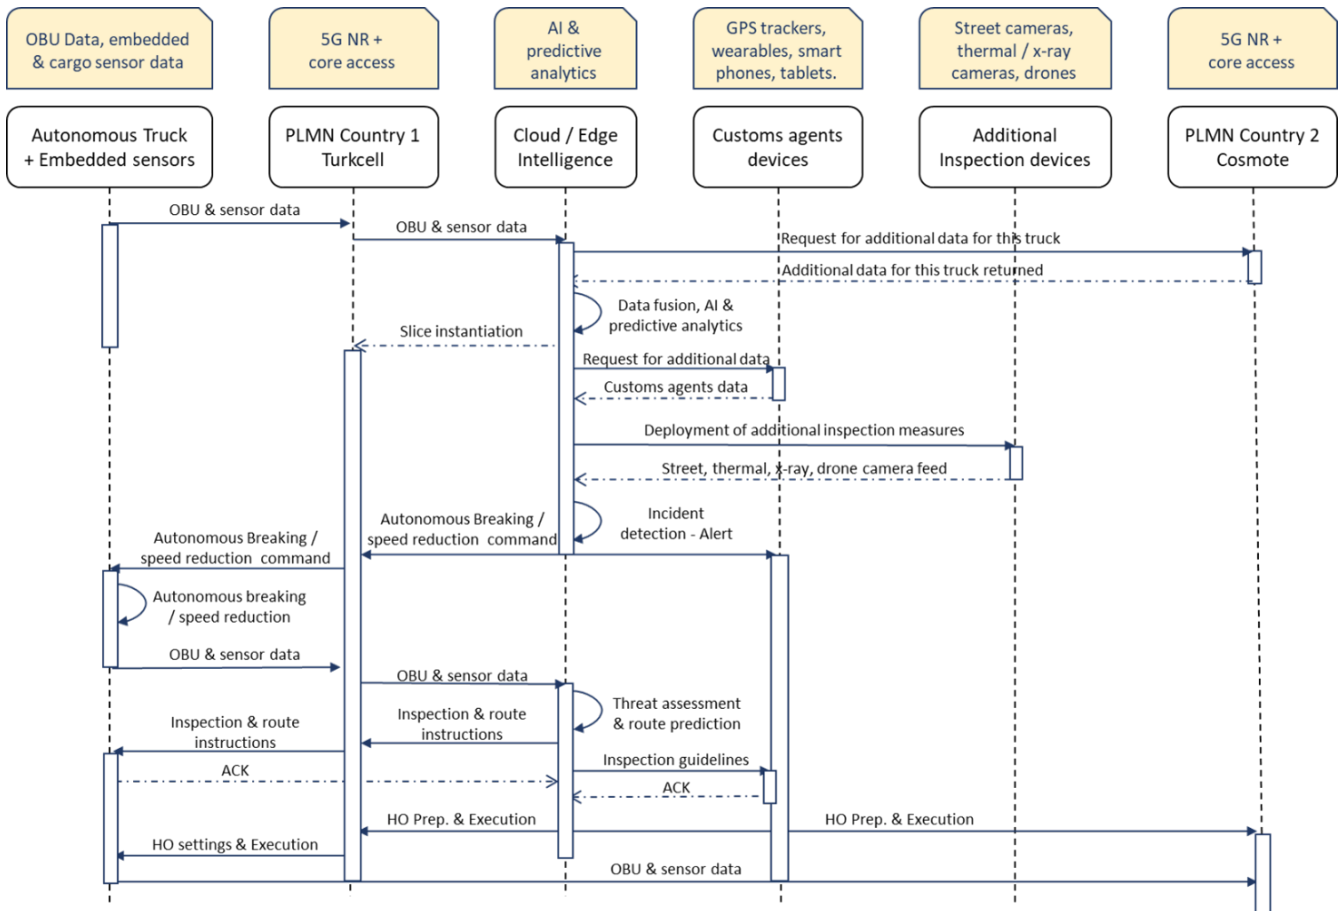 OBU Data, embedded
& cargo sensor data
5G NR +
core access
AI &
predictive
analytics
GPS trackers,
wearables, smart
phones, tablets.
Street cameras,
thermal / x-ray
cameras, drones
5G NR +
core access
Autonomous Truck
+ Embedded sensors
PLMN Country 1
Turkcell
Cloud / Edge
Intelligence
Customs agents
devices
Additional
Inspection devices
PLMN Country 2
Cosmote
OBU & sensor data
OBU & sensor data
Request for additional data for this truck
Additional data for this truck returned
Data fusion, AI &
predictive analytics
Slice instantiation
Request for additional data
Customs agents data
Deployment of additional inspection measures
Street, thermal, x-ray, drone camera feed
Incident
detection - Alert
Autonomous Breaking /
speed reduction command
Autonomous Breaking /
speed reduction command
Autonomous breaking
/ speed reduction
OBU & sensor data
OBU & sensor data
Threat assessment
& route prediction
Inspection & route
instructions
Inspection & route
instructions
Inspection guidelines
ACK
ACK
HO Prep. & Execution
HO Prep. & Execution
HO settings & Execution
OBU & sensor data